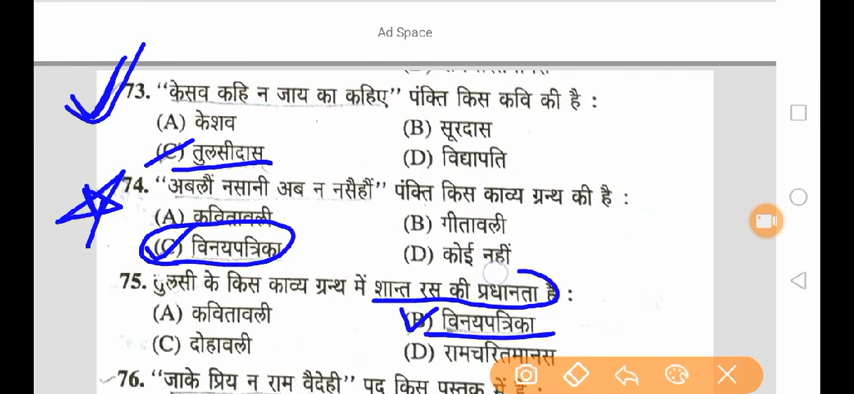 Ad Space
73. "केसव कहि न जाय का कहिए" पंक्ति किस कवि की है :
(A) केशव (B) सूरदास
(C) तुलसीदास (D) विद्यापति
74. "अबलौं नसानी अब न नसैहौं" पंक्ति किस काव्य ग्रन्थ की है :
(A) कवितावली (B) गीतावली
(C) विनयपत्रिका (D) कोई नहीं
75. तुलसी के किस काव्य ग्रन्थ में शान्त रस की प्रधानता है :
(A) कवितावली (B) विनयपत्रिका
(C) दोहावली (D) रामचरितमानस
76. "जाके प्रिय न राम वैदेही" पद किस पुस्तक में है :